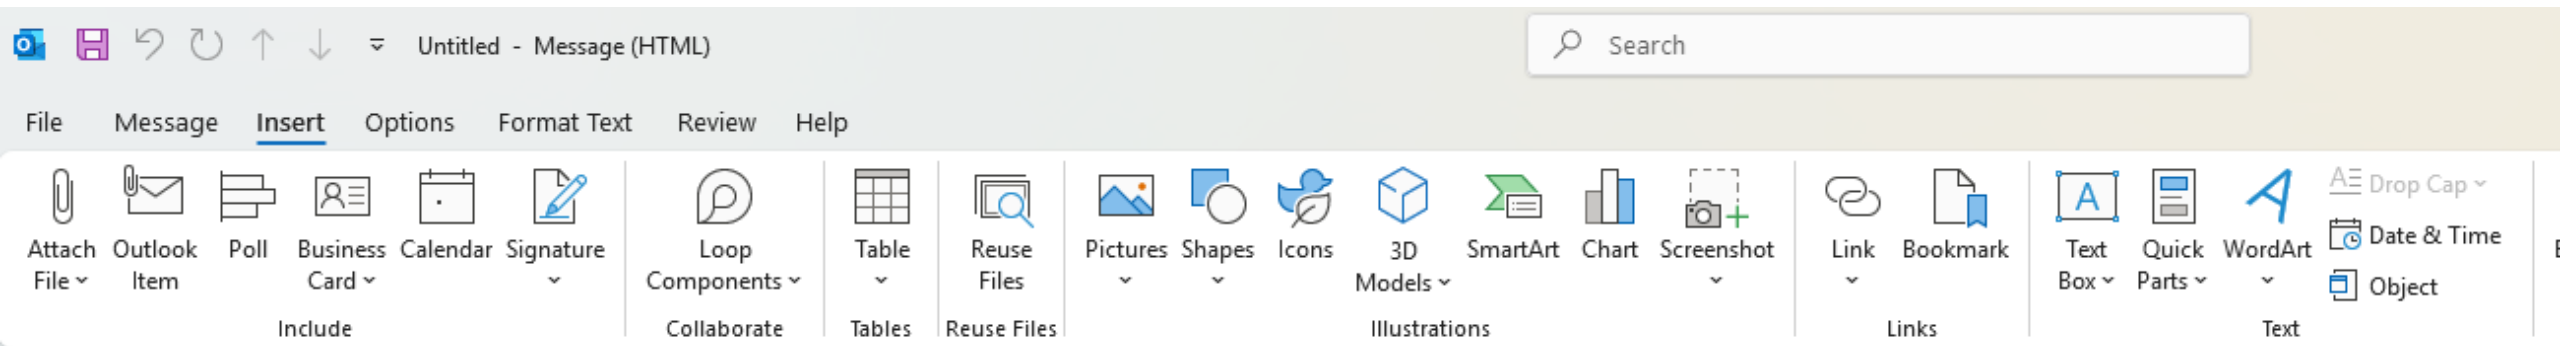 Untitled - Message (HTML)
Search
File Message Insert Options Format Text Review Help
Attach File
Outlook Item
Poll
Business Card
Calendar
Signature
Include
Loop Components
Collaborate
Table
Tables
Reuse Files
Reuse Files
Pictures
Shapes
Icons
3D Models
SmartArt
Chart
Screenshot
Illustrations
Link
Bookmark
Links
Text Box
Quick Parts
WordArt
Drop Cap
Date & Time
Object
Text